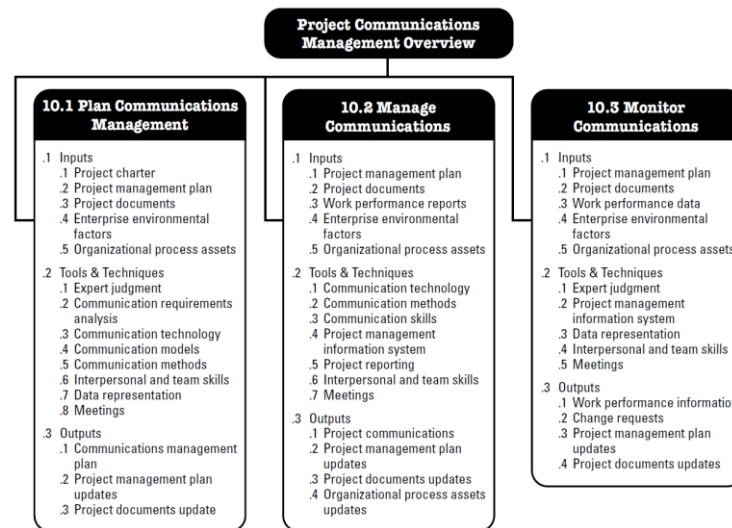 Project Communications
Management Overview
10.1 Plan Communications
Management
.1 Inputs
.1 Project charter
.2 Project management plan
.3 Project documents
.4 Enterprise environmental
factors
.5 Organizational process assets
.2 Tools & Techniques
.1 Expert judgment
.2 Communication requirements
analysis
.3 Communication technology
.4 Communication models
.5 Communication methods
.6 Interpersonal and team skills
.7 Data representation
.8 Meetings
.3 Outputs
.1 Communications management
plan
.2 Project management plan
updates
.3 Project documents update
10.2 Manage
Communications
.1 Inputs
.1 Project management plan
.2 Project documents
.3 Work performance reports
.4 Enterprise environmental
factors
.5 Organizational process assets
.2 Tools & Techniques
.1 Communication technology
.2 Communication methods
.3 Communication skills
.4 Project management
information system
.5 Project reporting
.6 Interpersonal and team skills
.7 Meetings
.3 Outputs
.1 Project communications
.2 Project management plan
updates
.3 Project documents updates
.4 Organizational process assets
updates
10.3 Monitor
Communications
.1 Inputs
.1 Project management plan
.2 Project documents
.3 Work performance data
.4 Enterprise environmental
factors
.5 Organizational process assets
.2 Tools & Techniques
.1 Expert judgment
.2 Project management
information system
.3 Data representation
.4 Interpersonal and team skills
.5 Meetings
.3 Outputs
.1 Work performance information
.2 Change requests
.3 Project management plan
updates
.4 Project documents updates